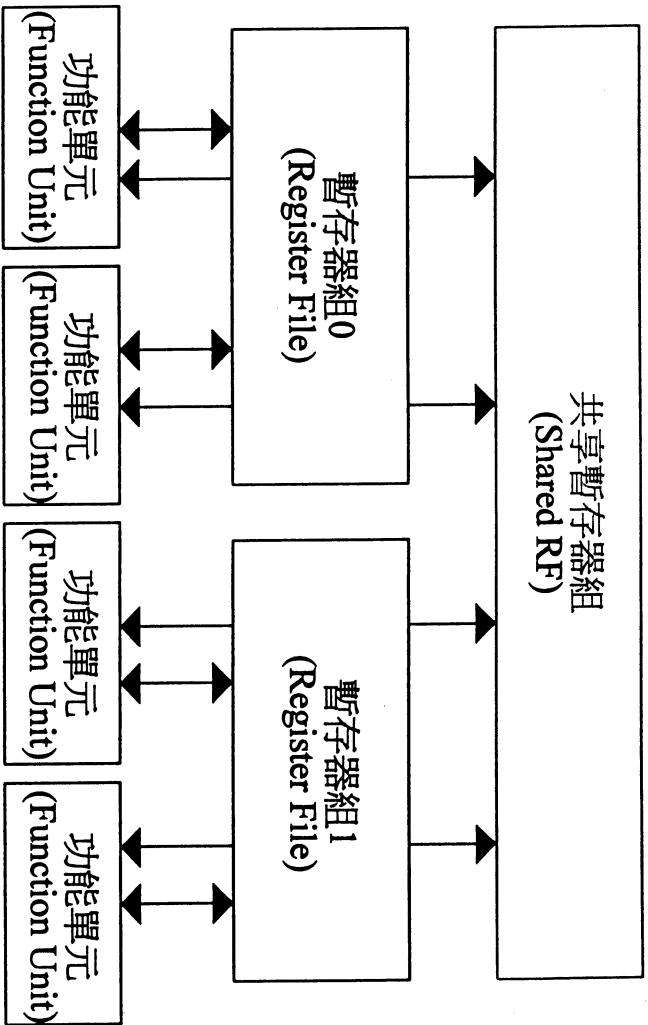 共享暫存器組
(Shared RF)
暫存器組0
(Register File)
暫存器組1
(Register File)
功能單元
(Function Unit)
功能單元
(Function Unit)
功能單元
(Function Unit)
功能單元
(Function Unit)